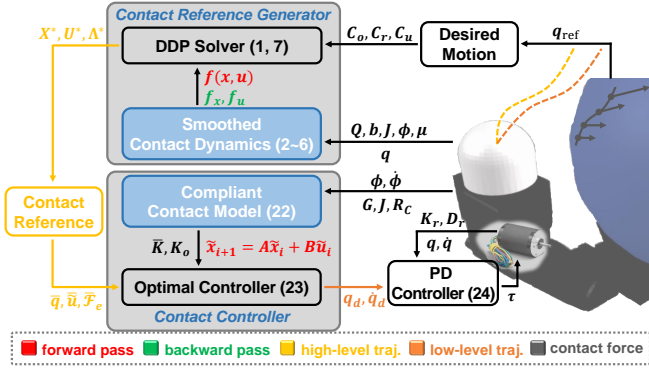 Contact Reference Generator
X*, U*, Λ*
DDP Solver (1, 7)
C_o, C_r, C_u
Desired
Motion
q_ref
f(x, u)
f_x, f_u
Smoothed
Contact Dynamics (2~6)
Q, b, J, ϕ, μ
q
Compliant
Contact Model (22)
ϕ, ϕ̇
G, J, R_C
Contact
Reference
K̄, K_o
x̃_{i+1} = Ax̃_i + Bũ_i
K_r, D_r
q, q̇
q̄, ũ̄, F̄_e
Optimal Controller (23)
q_d, q̇_d
PD
Controller (24)
τ
Contact Controller
forward pass
backward pass
high-level traj.
low-level traj.
contact force